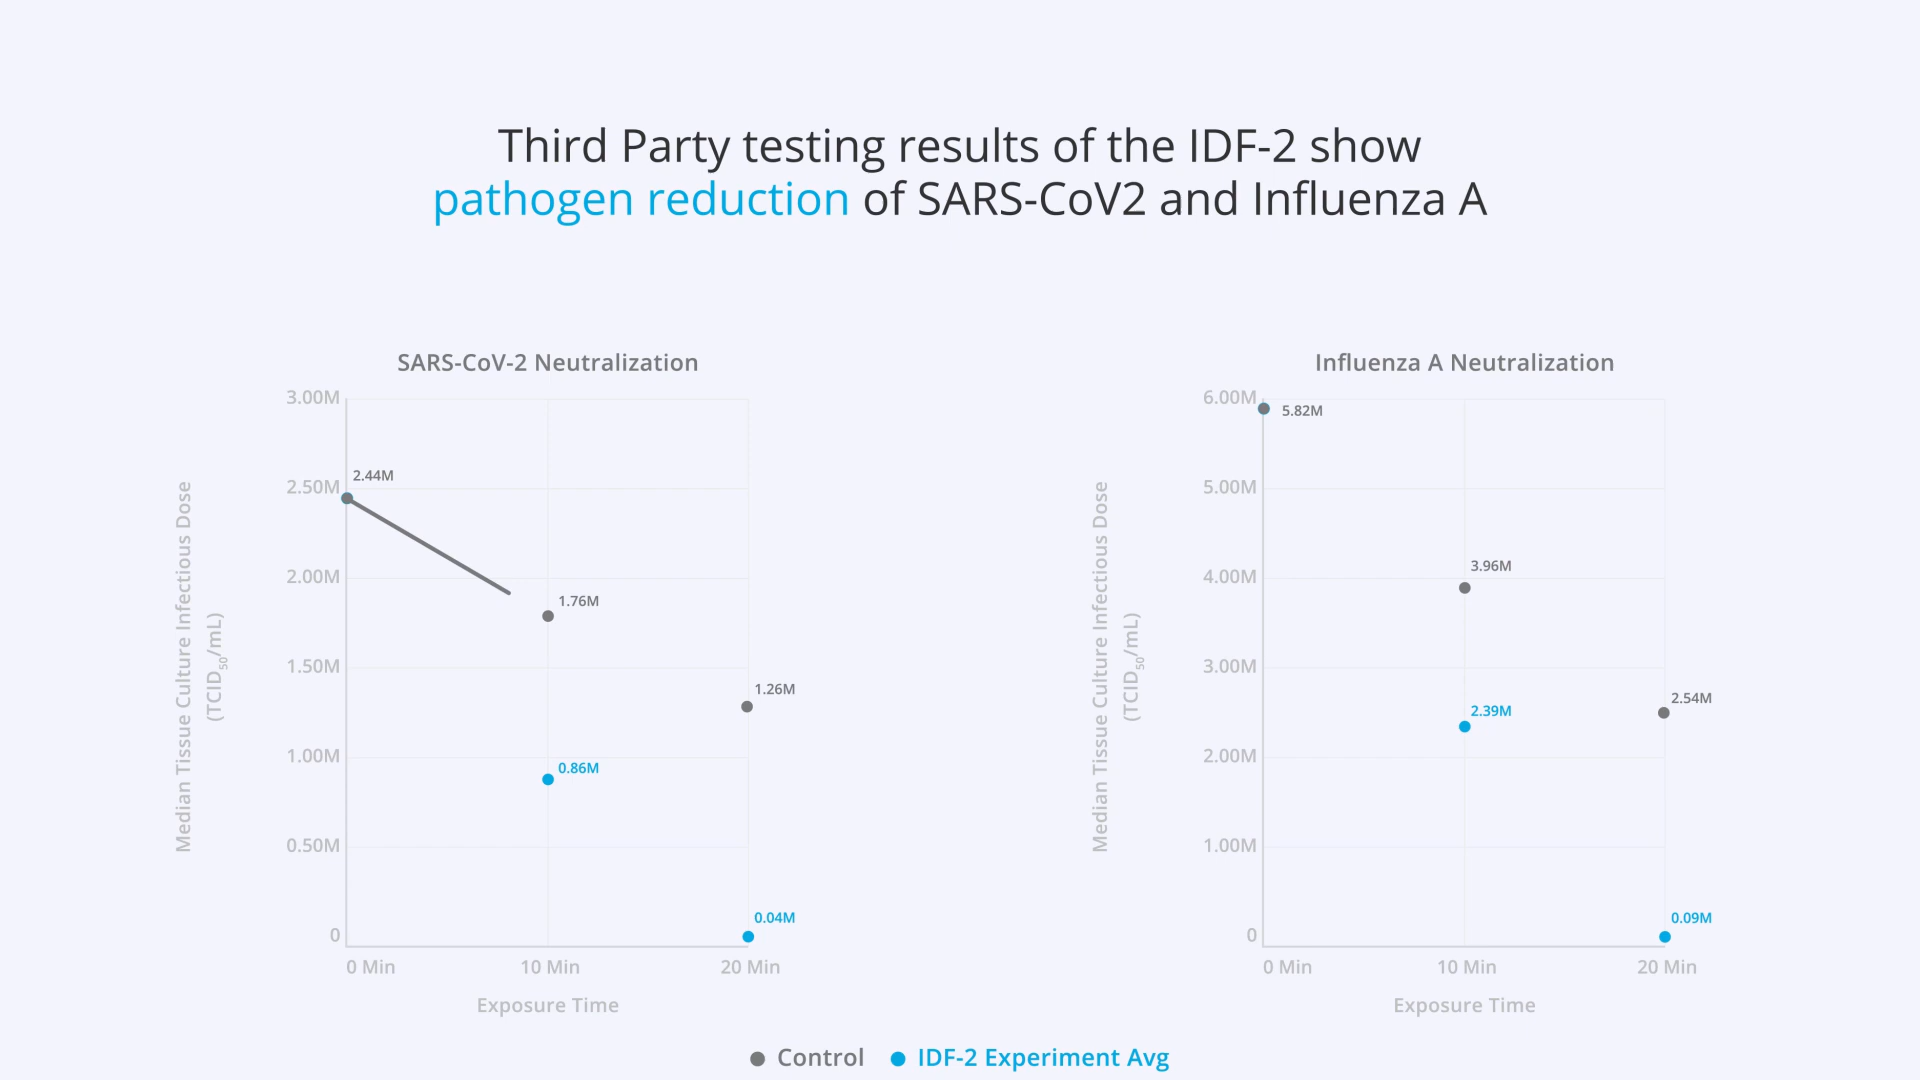 Third Party testing results of the IDF-2 show
pathogen reduction of SARS-CoV2 and Influenza A
SARS-CoV-2 Neutralization
Median Tissue Culture Infectious Dose
(TCID50/mL)
3.00M
2.50M
2.00M
1.50M
1.00M
0.50M
0
2.44M
1.76M
1.26M
0.86M
0.04M
0 Min
10 Min
20 Min
Exposure Time
Influenza A Neutralization
Median Tissue Culture Infectious Dose
(TCID50/mL)
6.00M
5.00M
4.00M
3.00M
2.00M
1.00M
0
5.82M
3.96M
2.54M
2.39M
0.09M
0 Min
10 Min
20 Min
Exposure Time
Control
IDF-2 Experiment Avg